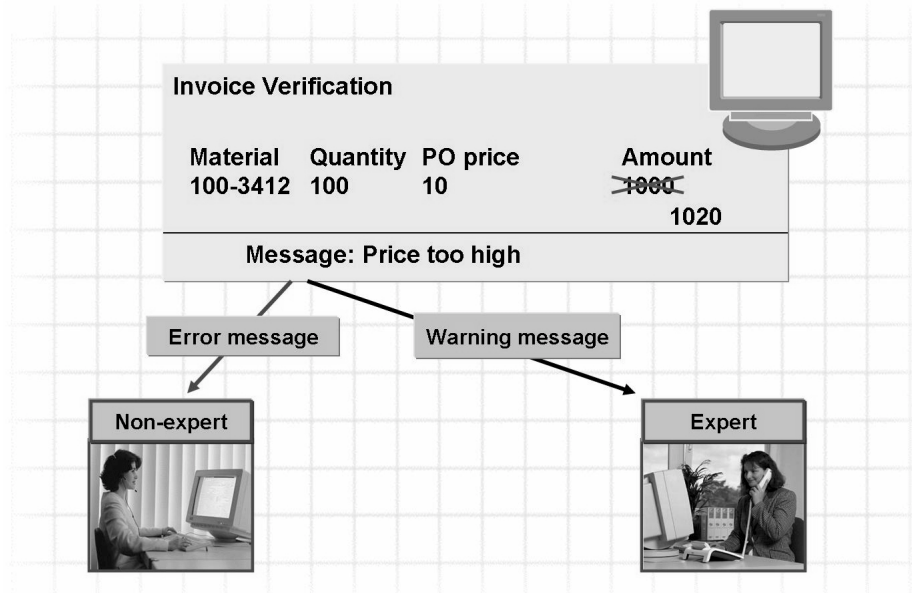 Invoice Verification
Material Quantity PO price Amount
100-3412 100 10 1000
1020
Message: Price too high
Error message
Warning message
Non-expert
Expert